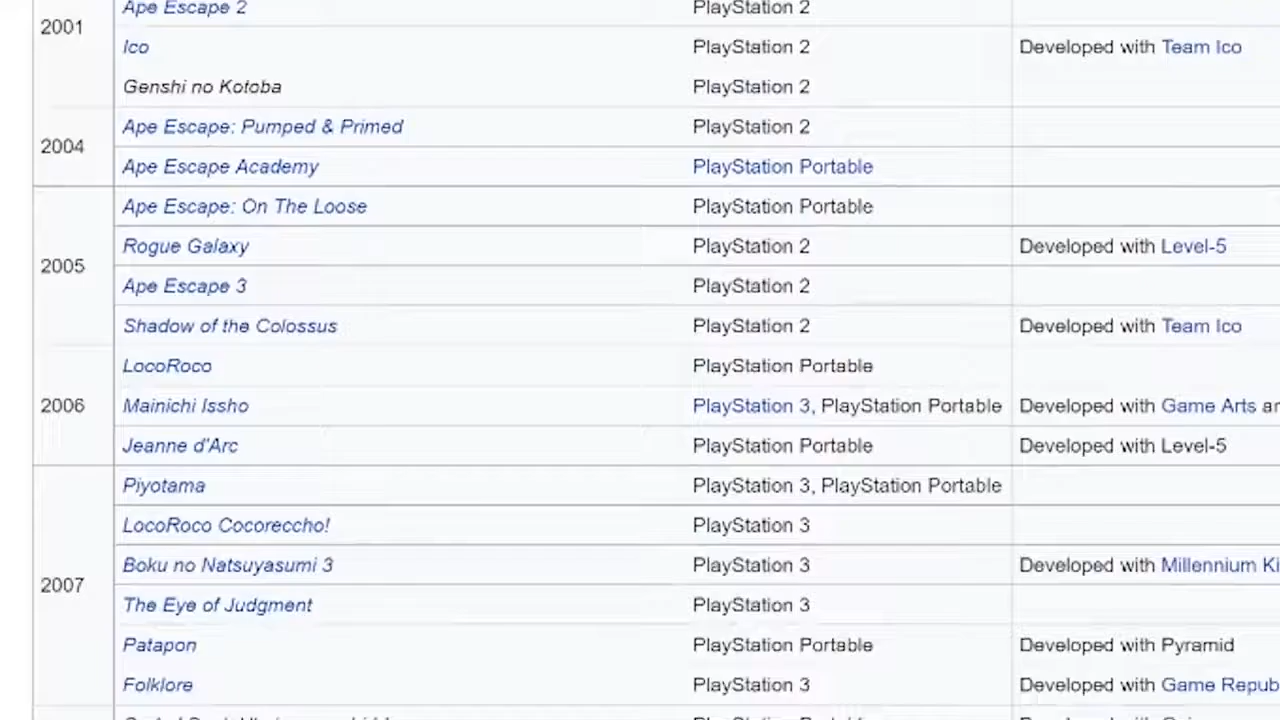 2001
Ape Escape 2 PlayStation 2
Ico PlayStation 2 Developed with Team Ico
Genshi no Kotoba PlayStation 2
2004
Ape Escape: Pumped & Primed PlayStation 2
Ape Escape Academy PlayStation Portable
2005
Ape Escape: On The Loose PlayStation Portable
Rogue Galaxy PlayStation 2 Developed with Level-5
Ape Escape 3 PlayStation 2
Shadow of the Colossus PlayStation 2 Developed with Team Ico
2006
LocoRoco PlayStation Portable
Mainichi Issho PlayStation 3, PlayStation Portable Developed with Game Arts
Jeanne d'Arc PlayStation Portable Developed with Level-5
2007
Piyotama PlayStation 3, PlayStation Portable
LocoRoco Cocoreccho! PlayStation 3
Boku no Natsuyasumi 3 PlayStation 3 Developed with Millennium
The Eye of Judgment PlayStation 3
Patapon PlayStation Portable Developed with Pyramid
Folklore PlayStation 3 Developed with Game